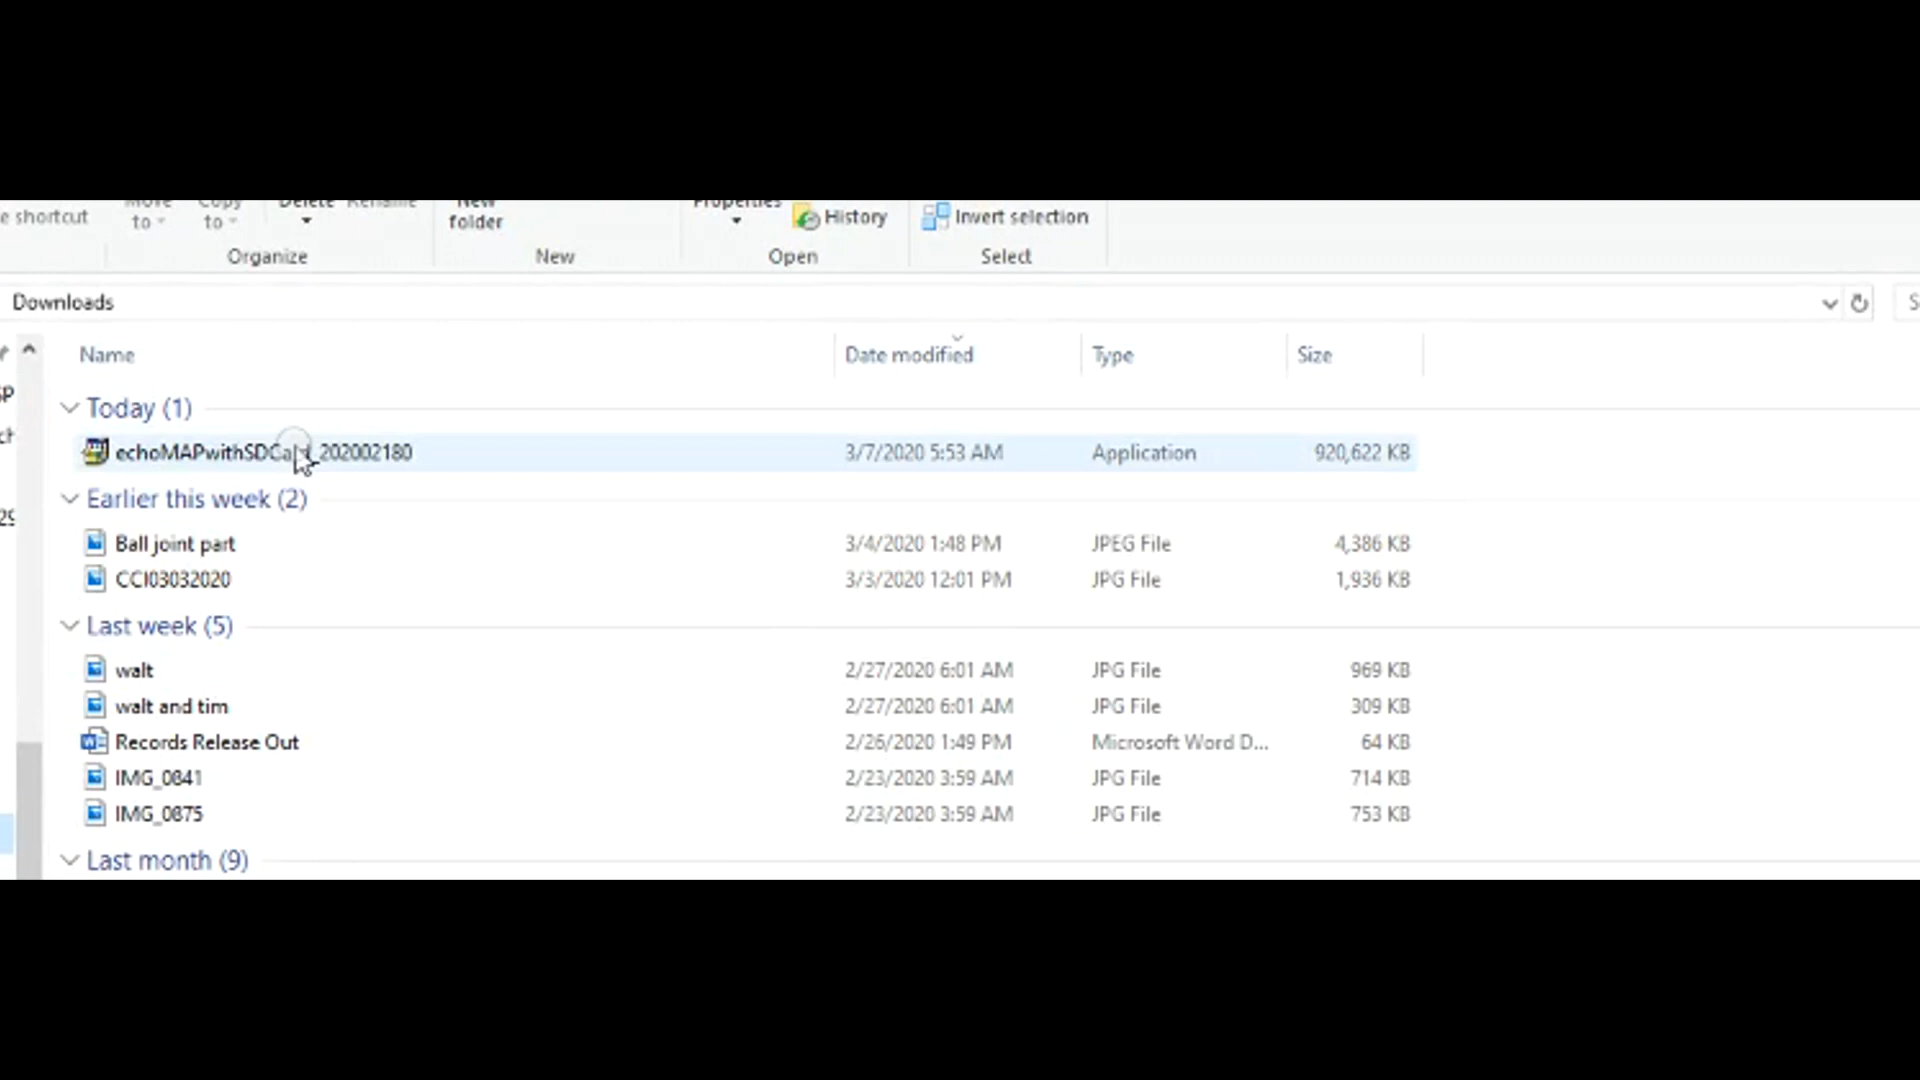 e shortcut Move to Copy to Delete Rename New folder Properties History Invert selection
Organize New Open Select
Downloads
Name Date modified Type Size
Today (1)
echoMAPwithSDCa 202002180 3/7/2020 5:53 AM Application 920,622 KB
Earlier this week (2)
Ball joint part 3/4/2020 1:48 PM JPEG File 4,386 KB
CCI03032020 3/3/2020 12:01 PM JPG File 1,936 KB
Last week (5)
walt 2/27/2020 6:01 AM JPG File 969 KB
walt and tim 2/27/2020 6:01 AM JPG File 309 KB
Records Release Out 2/26/2020 1:49 PM Microsoft Word D... 64 KB
IMG_0841 2/23/2020 3:59 AM JPG File 714 KB
IMG_0875 2/23/2020 3:59 AM JPG File 753 KB
Last month (9)